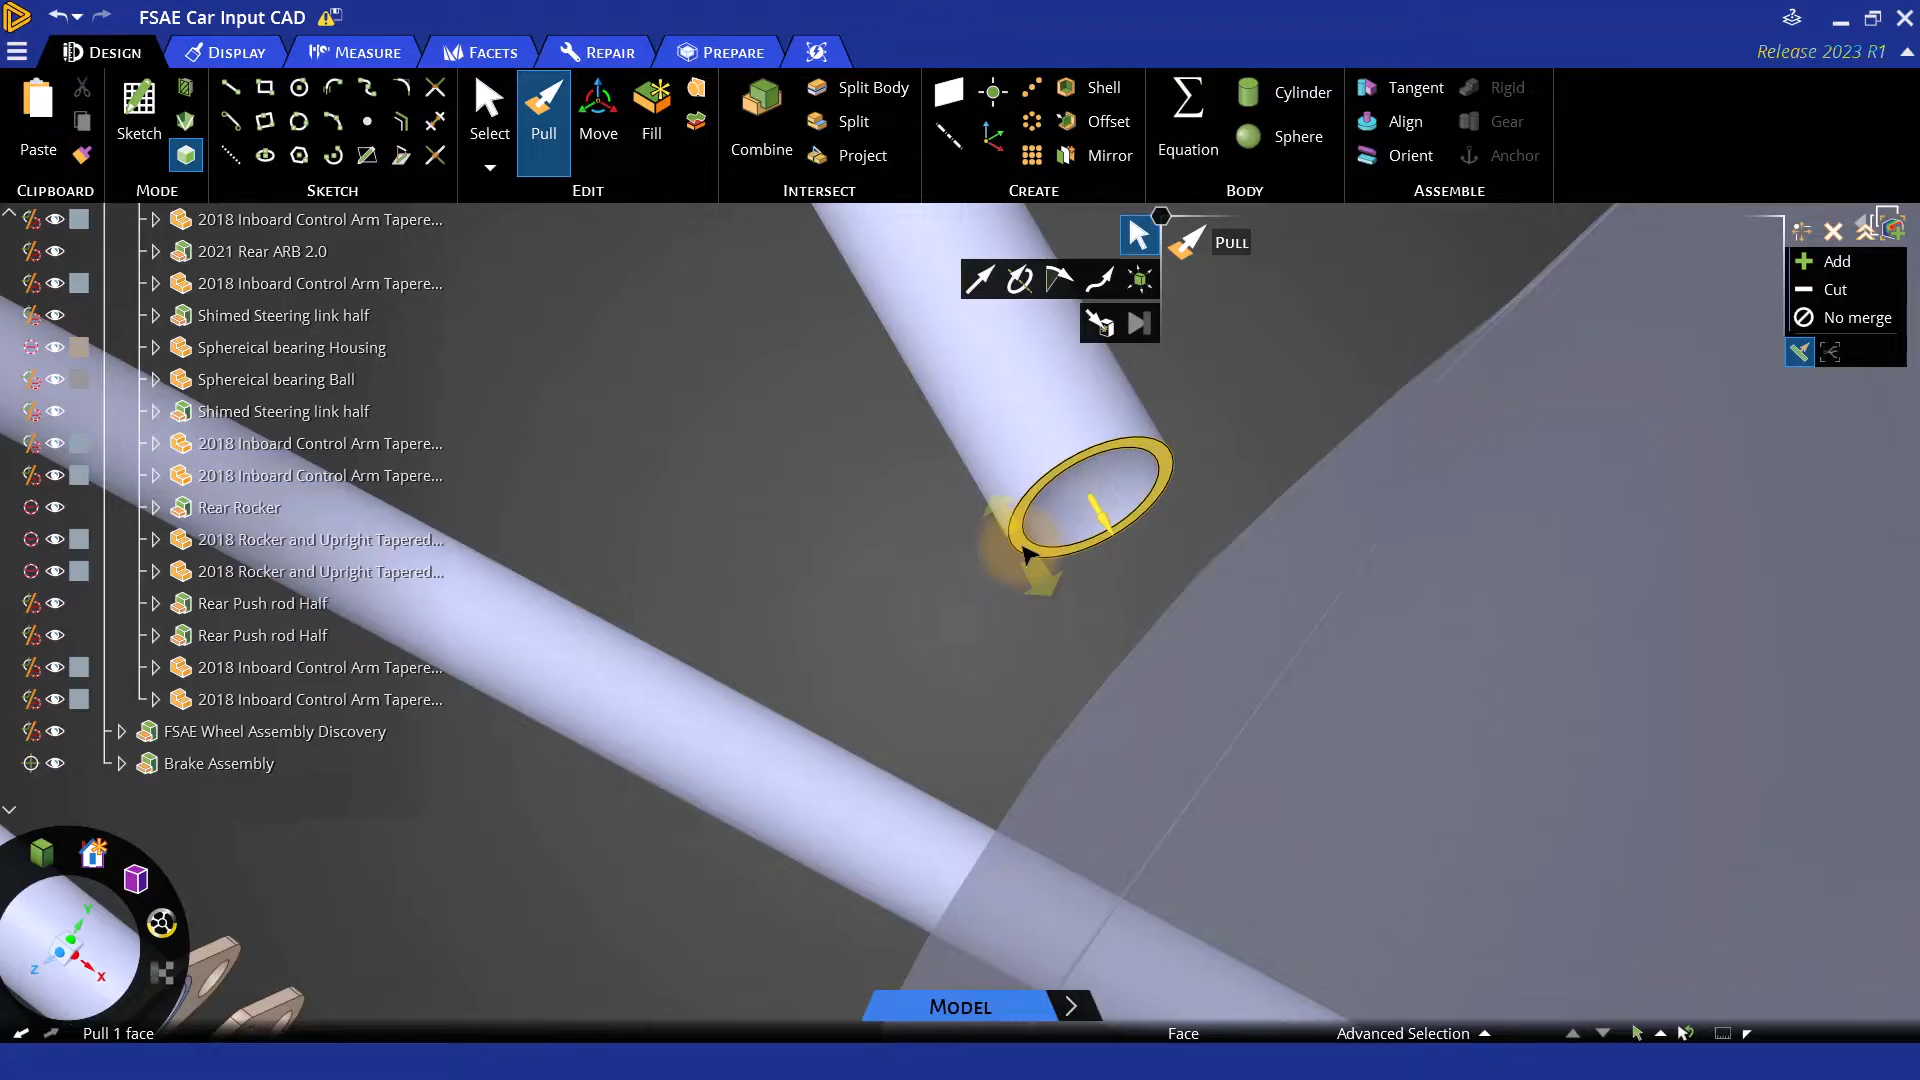 FSAE Car Input CAD
Design
Display
Measure
Facets
Repair
Prepare
Release 2023 R1
Paste
Sketch
Select
Pull
Move
Fill
Combine
Split Body
Split
Project
Shell
Offset
Mirror
Equation
Cylinder
Sphere
Tangent
Align
Orient
Rigid
Gear
Anchor
Clipboard
Mode
Sketch
Edit
Intersect
Create
Body
Assemble
2018 Inboard Control Arm Tapere...
2021 Rear ARB 2.0
2018 Inboard Control Arm Tapere...
Shimed Steering link half
Sphereical bearing Housing
Sphereical bearing Ball
Shimed Steering link half
2018 Inboard Control Arm Tapere...
2018 Inboard Control Arm Tapere...
Rear Rocker
2018 Rocker and Upright Tapered...
2018 Rocker and Upright Tapered...
Rear Push rod Half
Rear Push rod Half
2018 Inboard Control Arm Tapere...
2018 Inboard Control Arm Tapere...
FSAE Wheel Assembly Discovery
Brake Assembly
Pull
Add
Cut
No merge
Y
Z
X
Model
Pull 1 face
Face
Advanced Selection